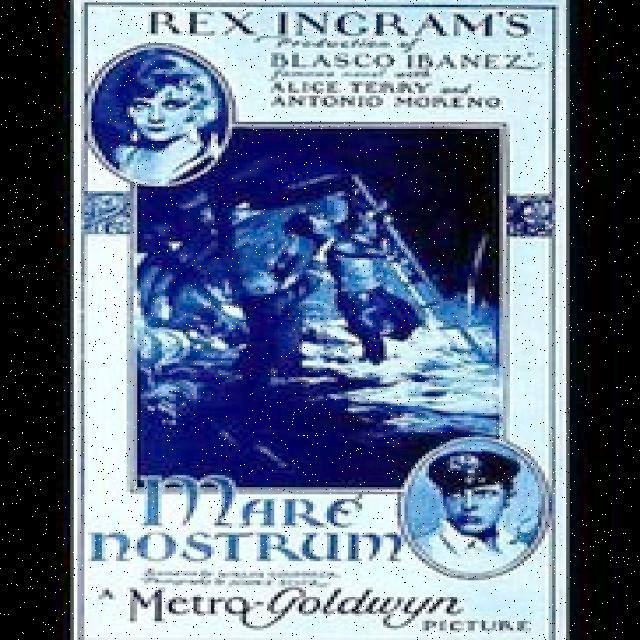 REX INGRAM'S
Production of
BLASCO IBANEZ'
famous novel with
ALICE TERRY and
ANTONIO MORENO
MARE
NOSTRUM
A Metro-Goldwyn
PICTURE